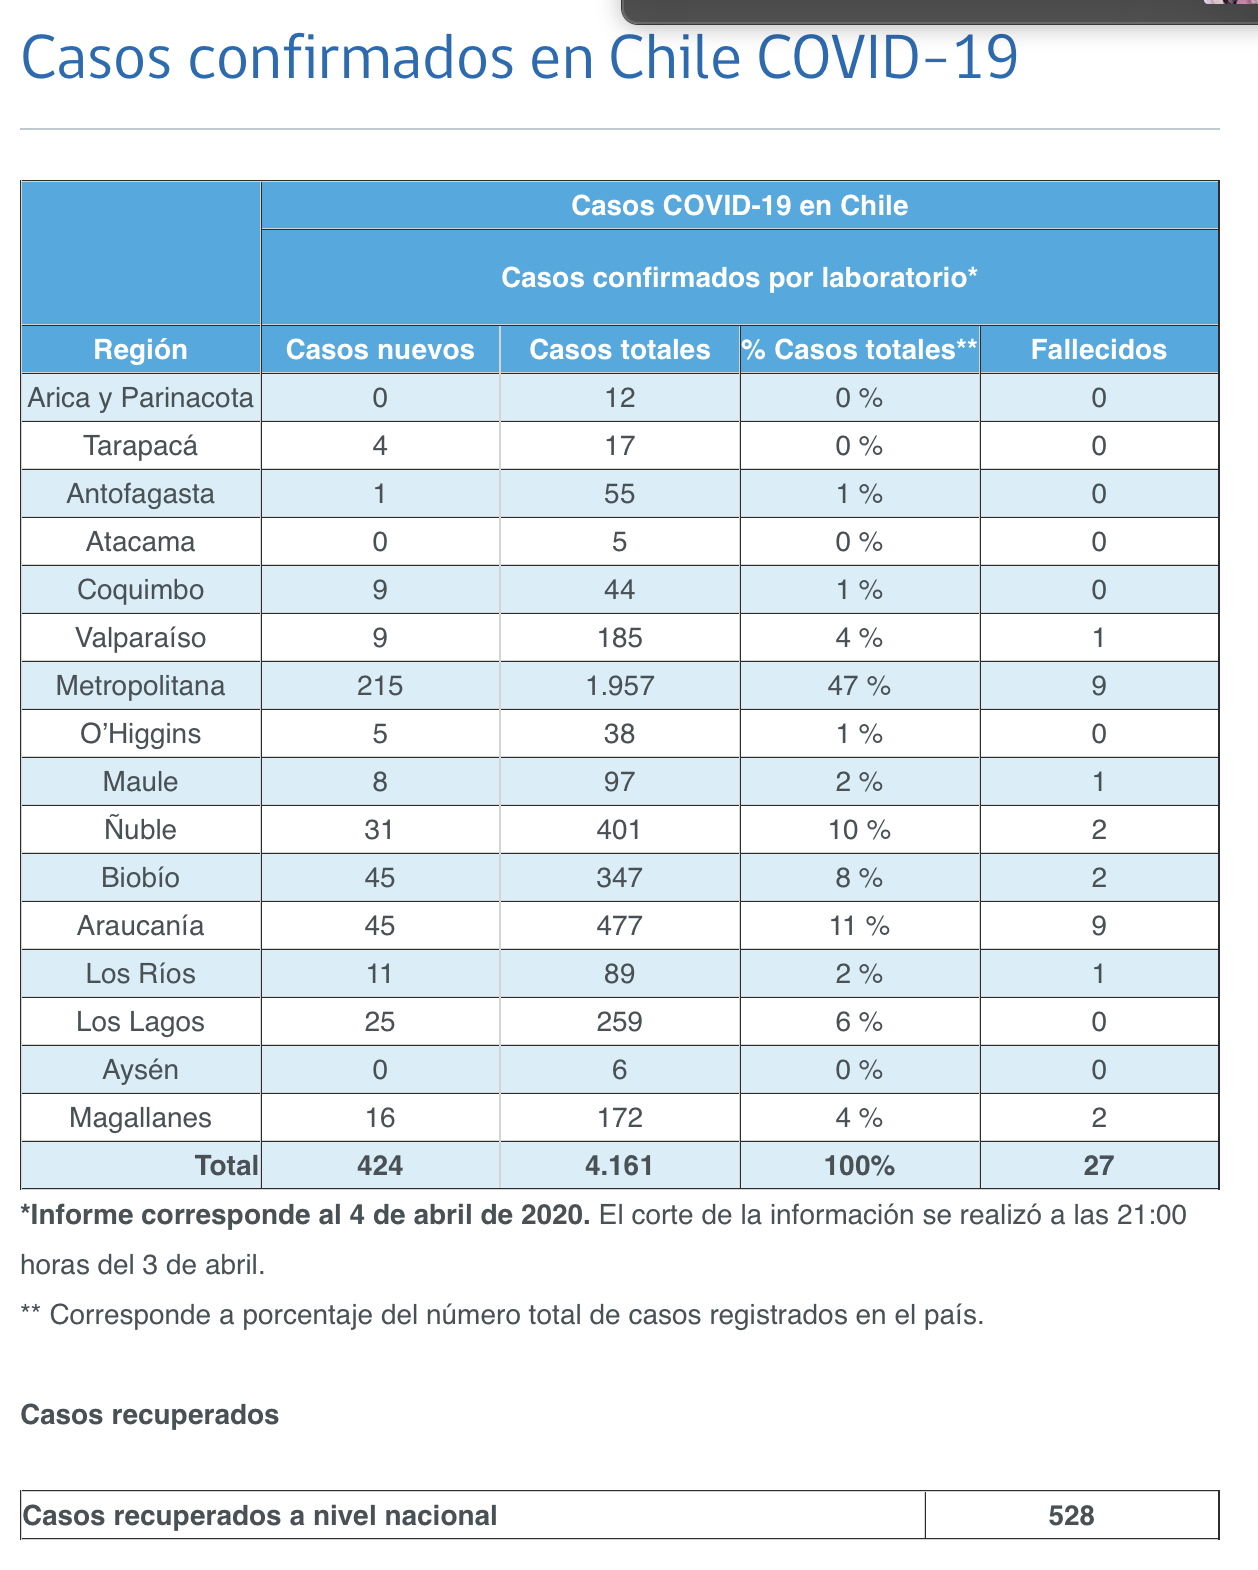 Casos confirmados en Chile COVID-19
Casos COVID-19 en Chile
Casos confirmados por laboratorio*
Región Casos nuevos Casos totales % Casos totales** Fallecidos
Arica y Parinacota 0 12 0 % 0
Tarapacá 4 17 0 % 0
Antofagasta 1 55 1 % 0
Atacama 0 5 0 % 0
Coquimbo 9 44 1 % 0
Valparaíso 9 185 4 % 1
Metropolitana 215 1.957 47 % 9
O’Higgins 5 38 1 % 0
Maule 8 97 2 % 1
Ñuble 31 401 10 % 2
Biobío 45 347 8 % 2
Araucanía 45 477 11 % 9
Los Ríos 11 89 2 % 1
Los Lagos 25 259 6 % 0
Aysén 0 6 0 % 0
Magallanes 16 172 4 % 2
Total 424 4.161 100% 27
*Informe corresponde al 4 de abril de 2020. El corte de la información se realizó a las 21:00
horas del 3 de abril.
** Corresponde a porcentaje del número total de casos registrados en el país.
Casos recuperados
Casos recuperados a nivel nacional 528